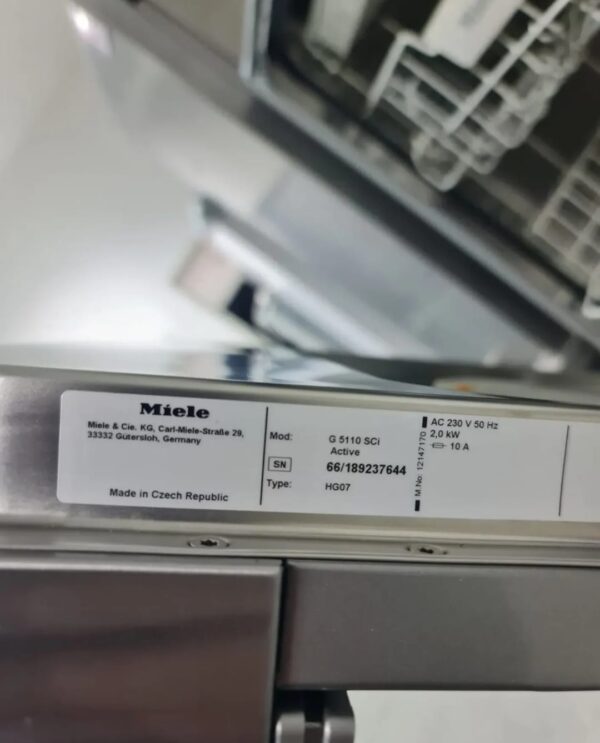 Miele
Miele & Cie. KG, Carl-Miele-Straße 29,
33332 Gütersloh, Germany
Made in Czech Republic
Mod: G 5110 SCi
Active
SN 66/189237644
Type: HG07
M.No. 12147170
AC 230 V 50 Hz
2,0 kW
10 A